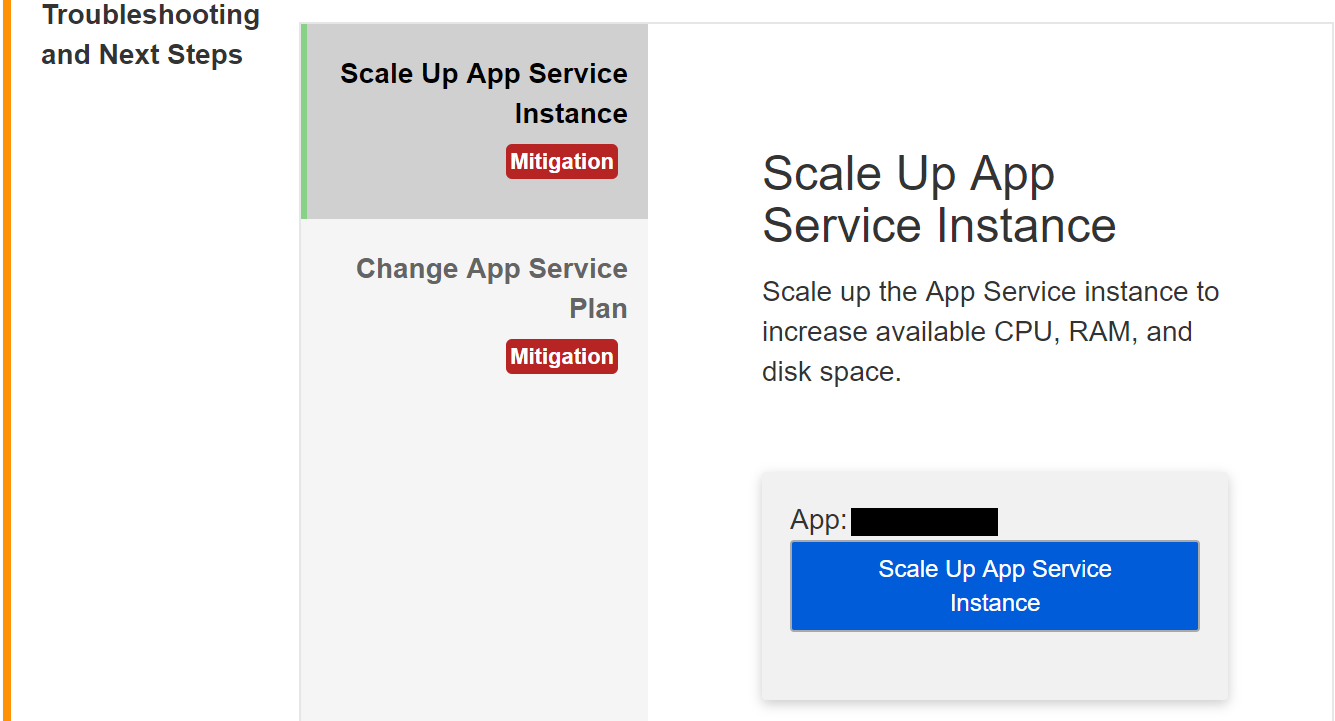 Troubleshooting
and Next Steps
Scale Up App Service
Instance
Mitigation
Change App Service
Plan
Mitigation
Scale Up App
Service Instance
Scale up the App Service instance to
increase available CPU, RAM, and
disk space.
App:
Scale Up App Service
Instance